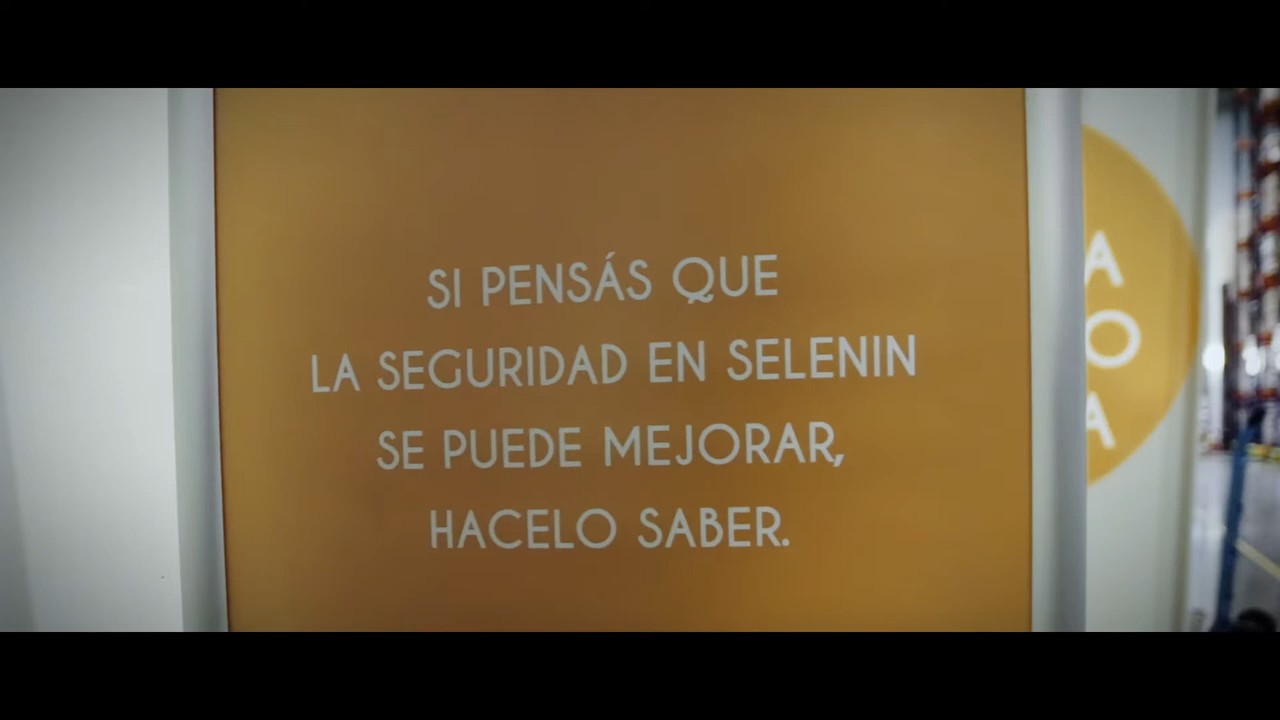 SI PENSÁS QUE
LA SEGURIDAD EN SELENIN
SE PUEDE MEJORAR,
HACELO SABER.
A
O
A